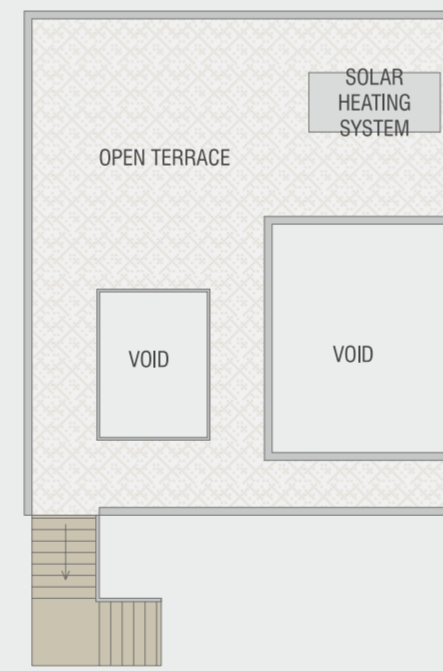 SOLAR
HEATING
SYSTEM
OPEN TERRACE
VOID
VOID